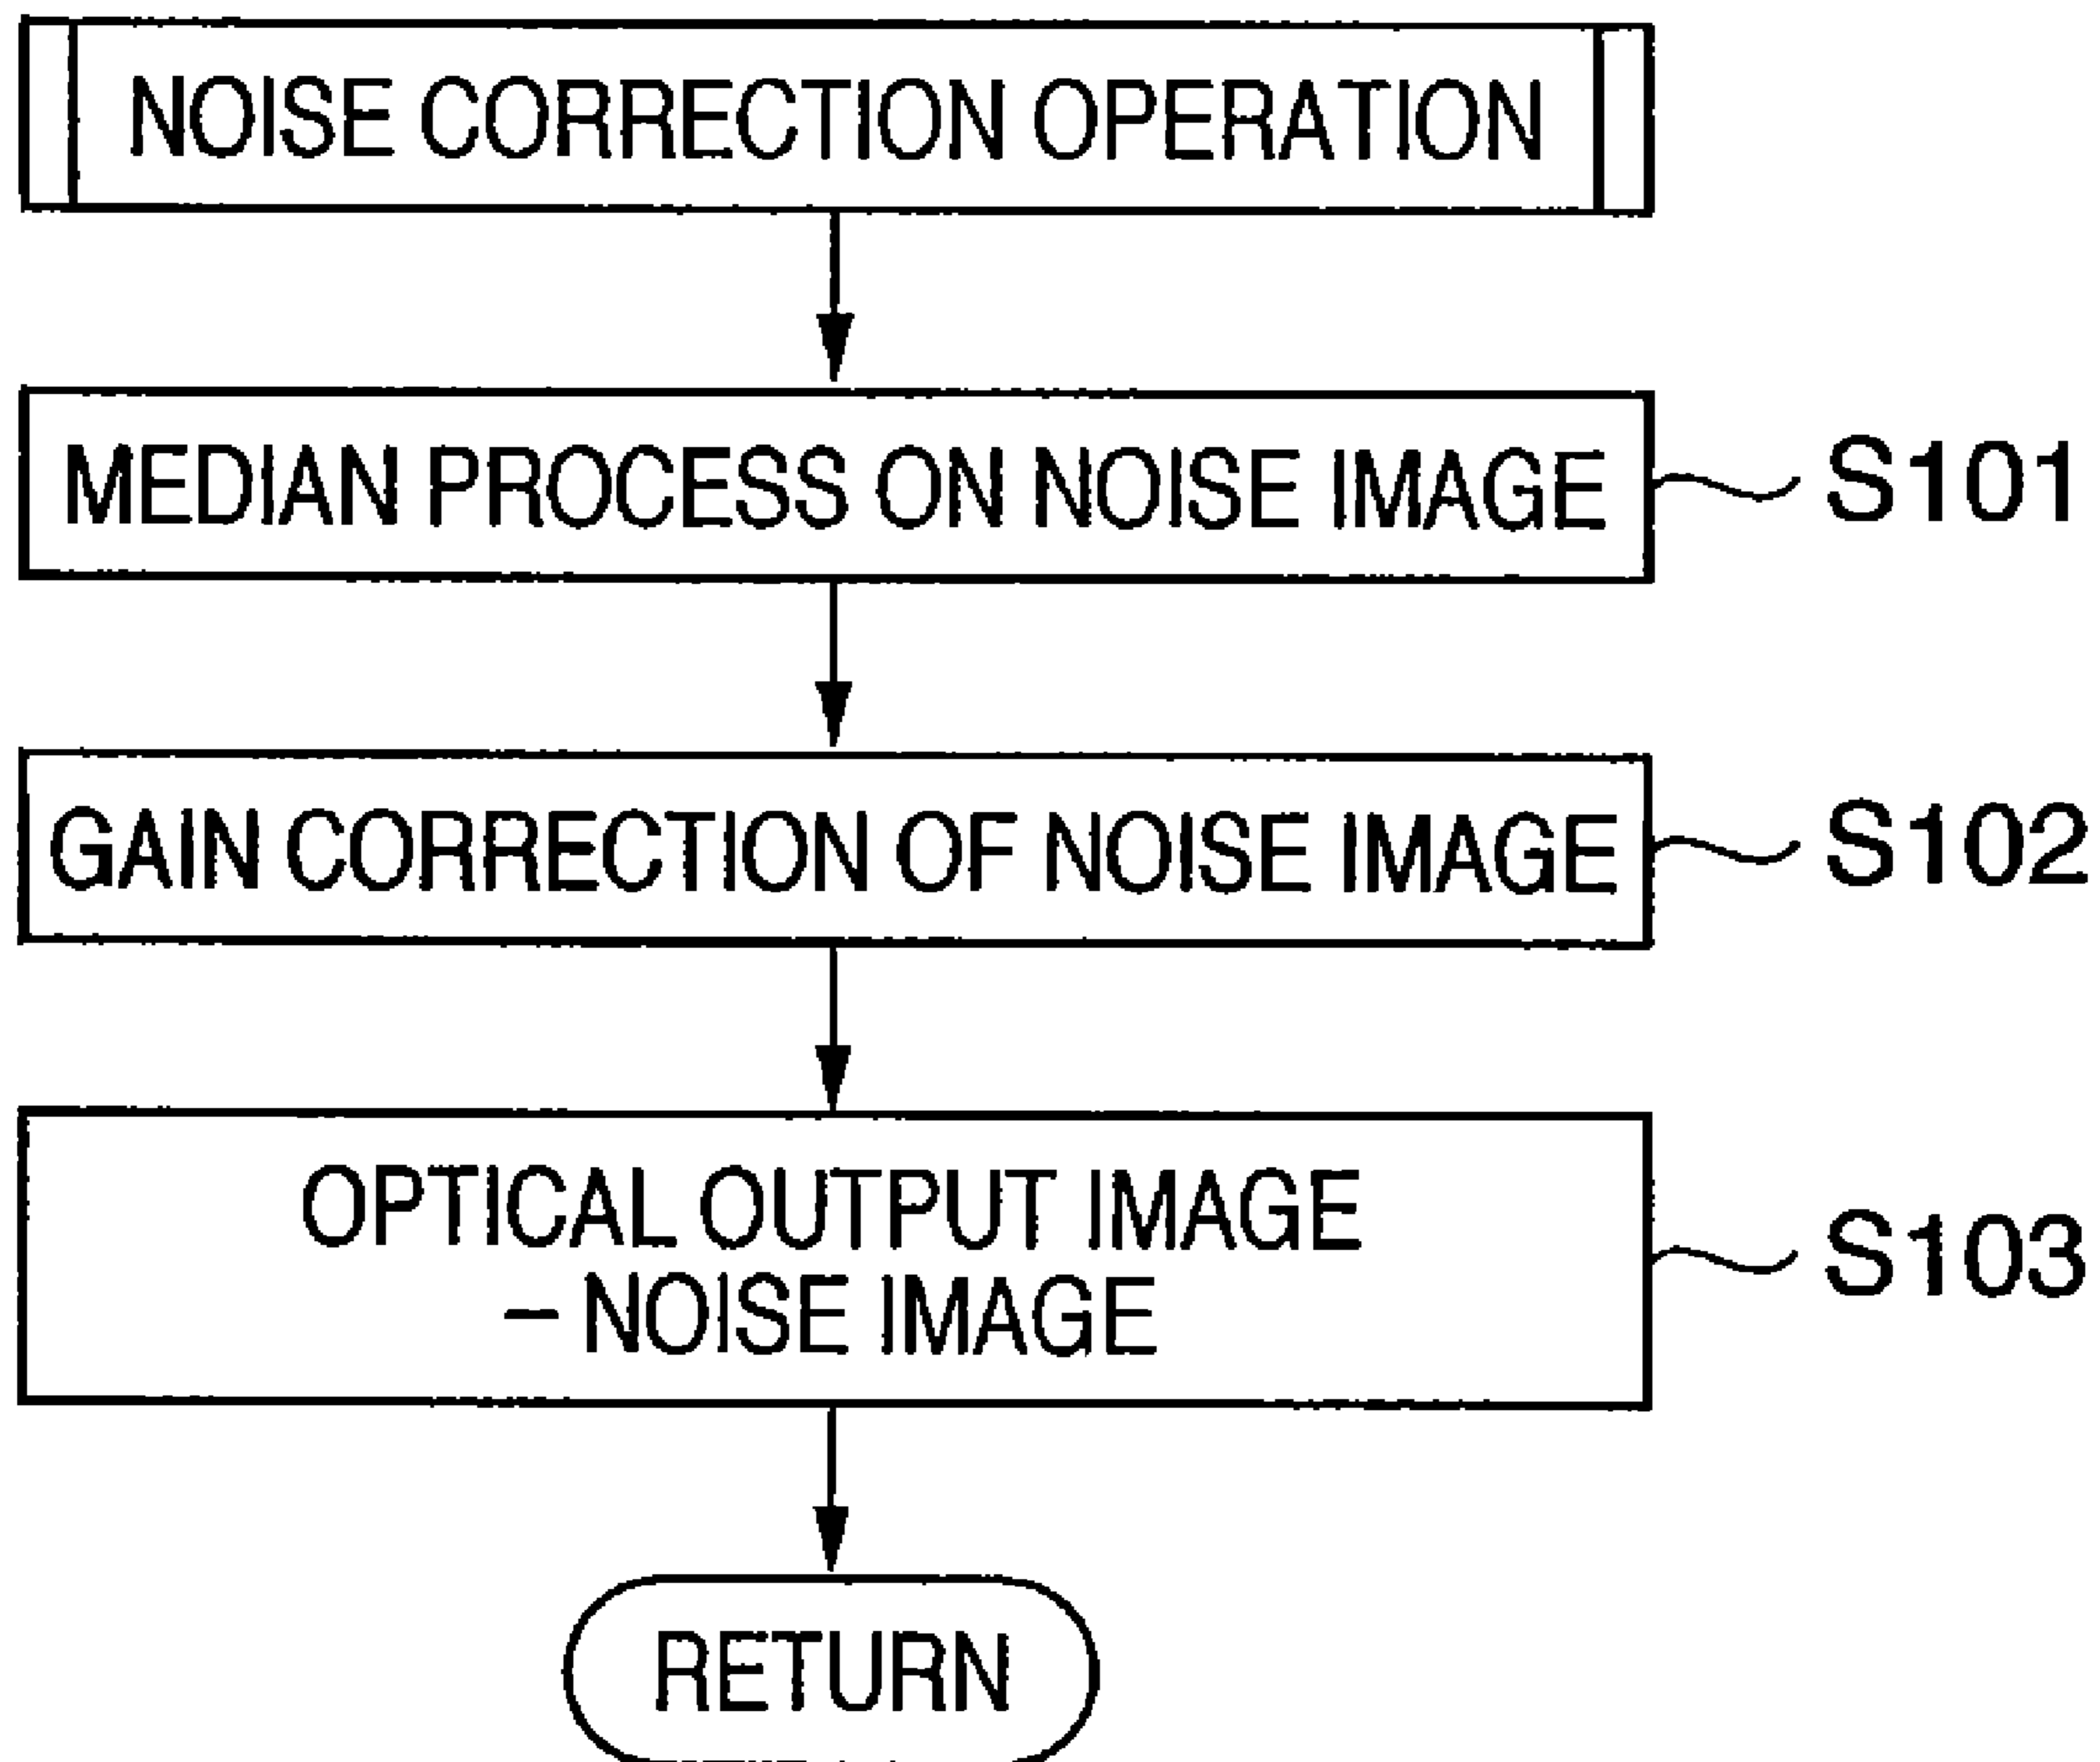 NOISE CORRECTION OPERATION
MEDIAN PROCESS ON NOISE IMAGE
S101
GAIN CORRECTION OF NOISE IMAGE
S102
OPTICAL OUTPUT IMAGE
– NOISE IMAGE
S103
RETURN